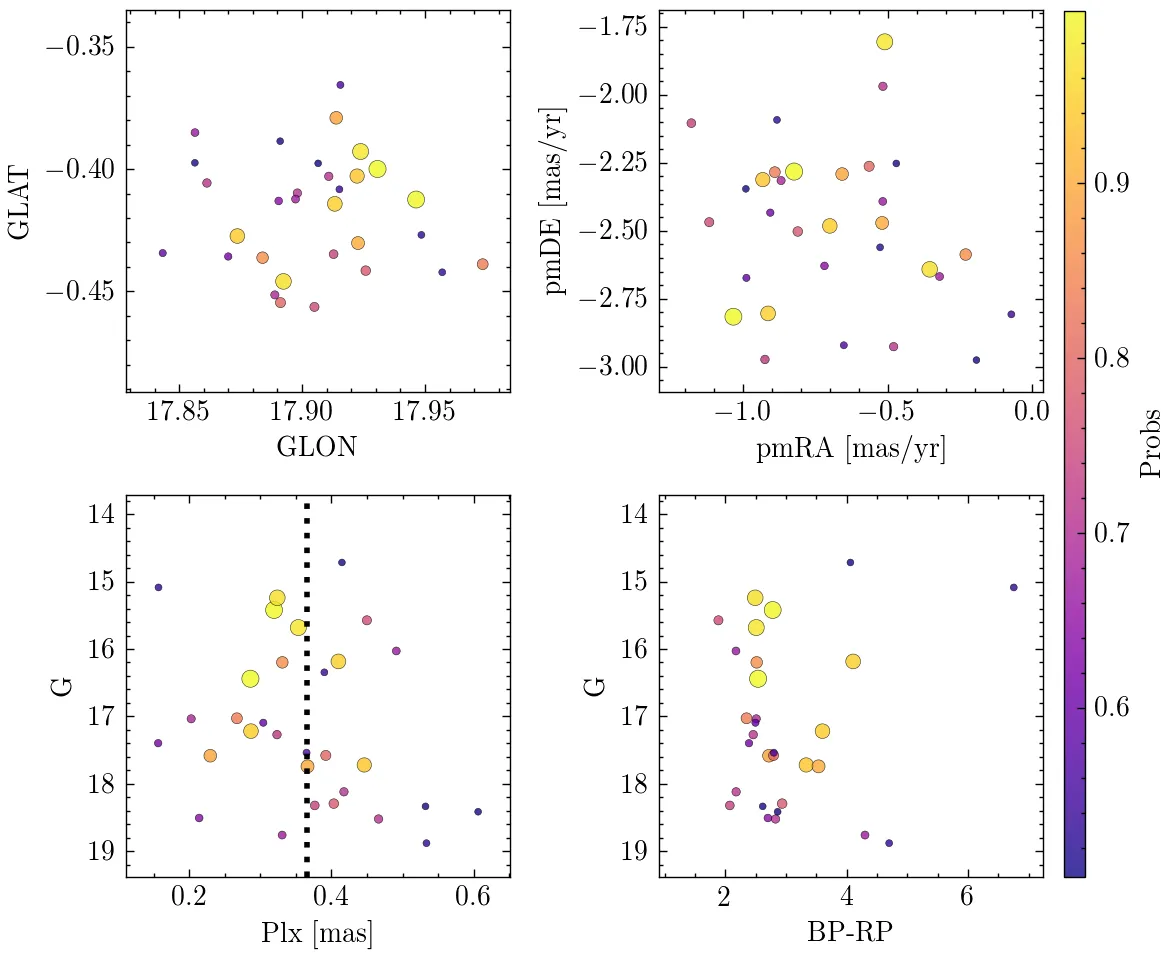 −0.35
−0.40
−0.45
GLAT
17.85 17.90 17.95
GLON
−1.75
−2.00
−2.25
−2.50
−2.75
−3.00
pmDE [mas/yr]
−1.0 −0.5 0.0
pmRA [mas/yr]
0.9
0.8
0.7
0.6
Probs
14
15
16
17
18
19
G
0.2 0.4 0.6
Plx [mas]
14
15
16
17
18
19
G
2 4 6
BP-RP